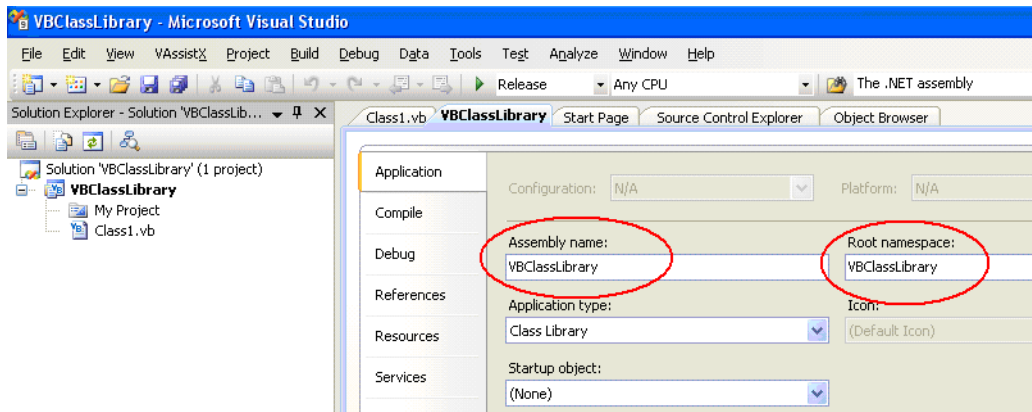 VBClassLibrary - Microsoft Visual Studio
File Edit View VAssistX Project Build Debug Data Tools Test Analyze Window Help
Release Any CPU The .NET assembly
Solution Explorer - Solution 'VBClassLib...
Class1.vb VBClassLibrary Start Page Source Control Explorer Object Browser
Solution 'VBClassLibrary' (1 project)
VBClassLibrary
My Project
Class1.vb
Application
Compile
Debug
References
Resources
Services
Configuration: N/A Platform: N/A
Assembly name: Root namespace:
VBClassLibrary VBClassLibrary
Application type: Icon:
Class Library (Default Icon)
Startup object:
(None)